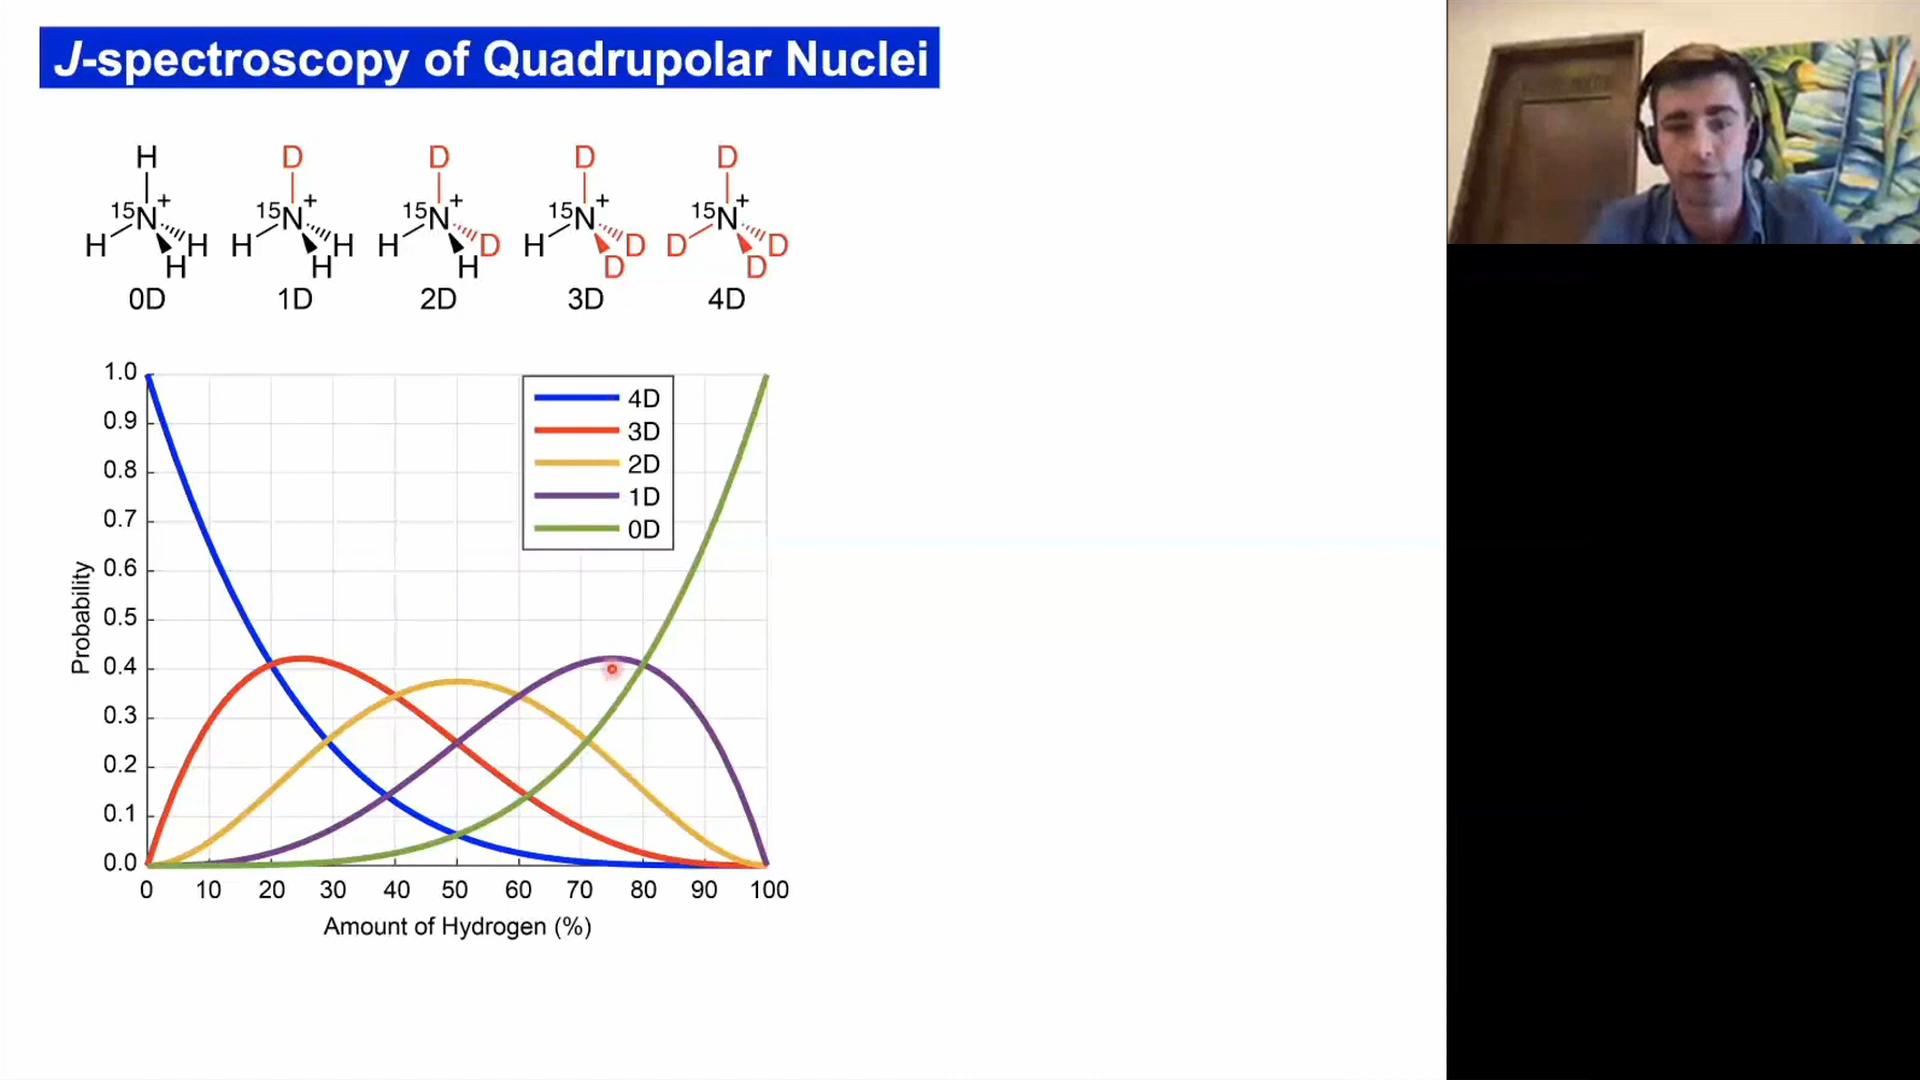 J-spectroscopy of Quadrupolar Nuclei
H D D D D
15N+ 15N+ 15N+ 15N+ 15N+
H H H H H H H D H D D D
H H H D D
0D 1D 2D 3D 4D
1.0
0.9
0.8
0.7
0.6
0.5
0.4
0.3
0.2
0.1
0.0
Probability
4D
3D
2D
1D
0D
0 10 20 30 40 50 60 70 80 90 100
Amount of Hydrogen (%)